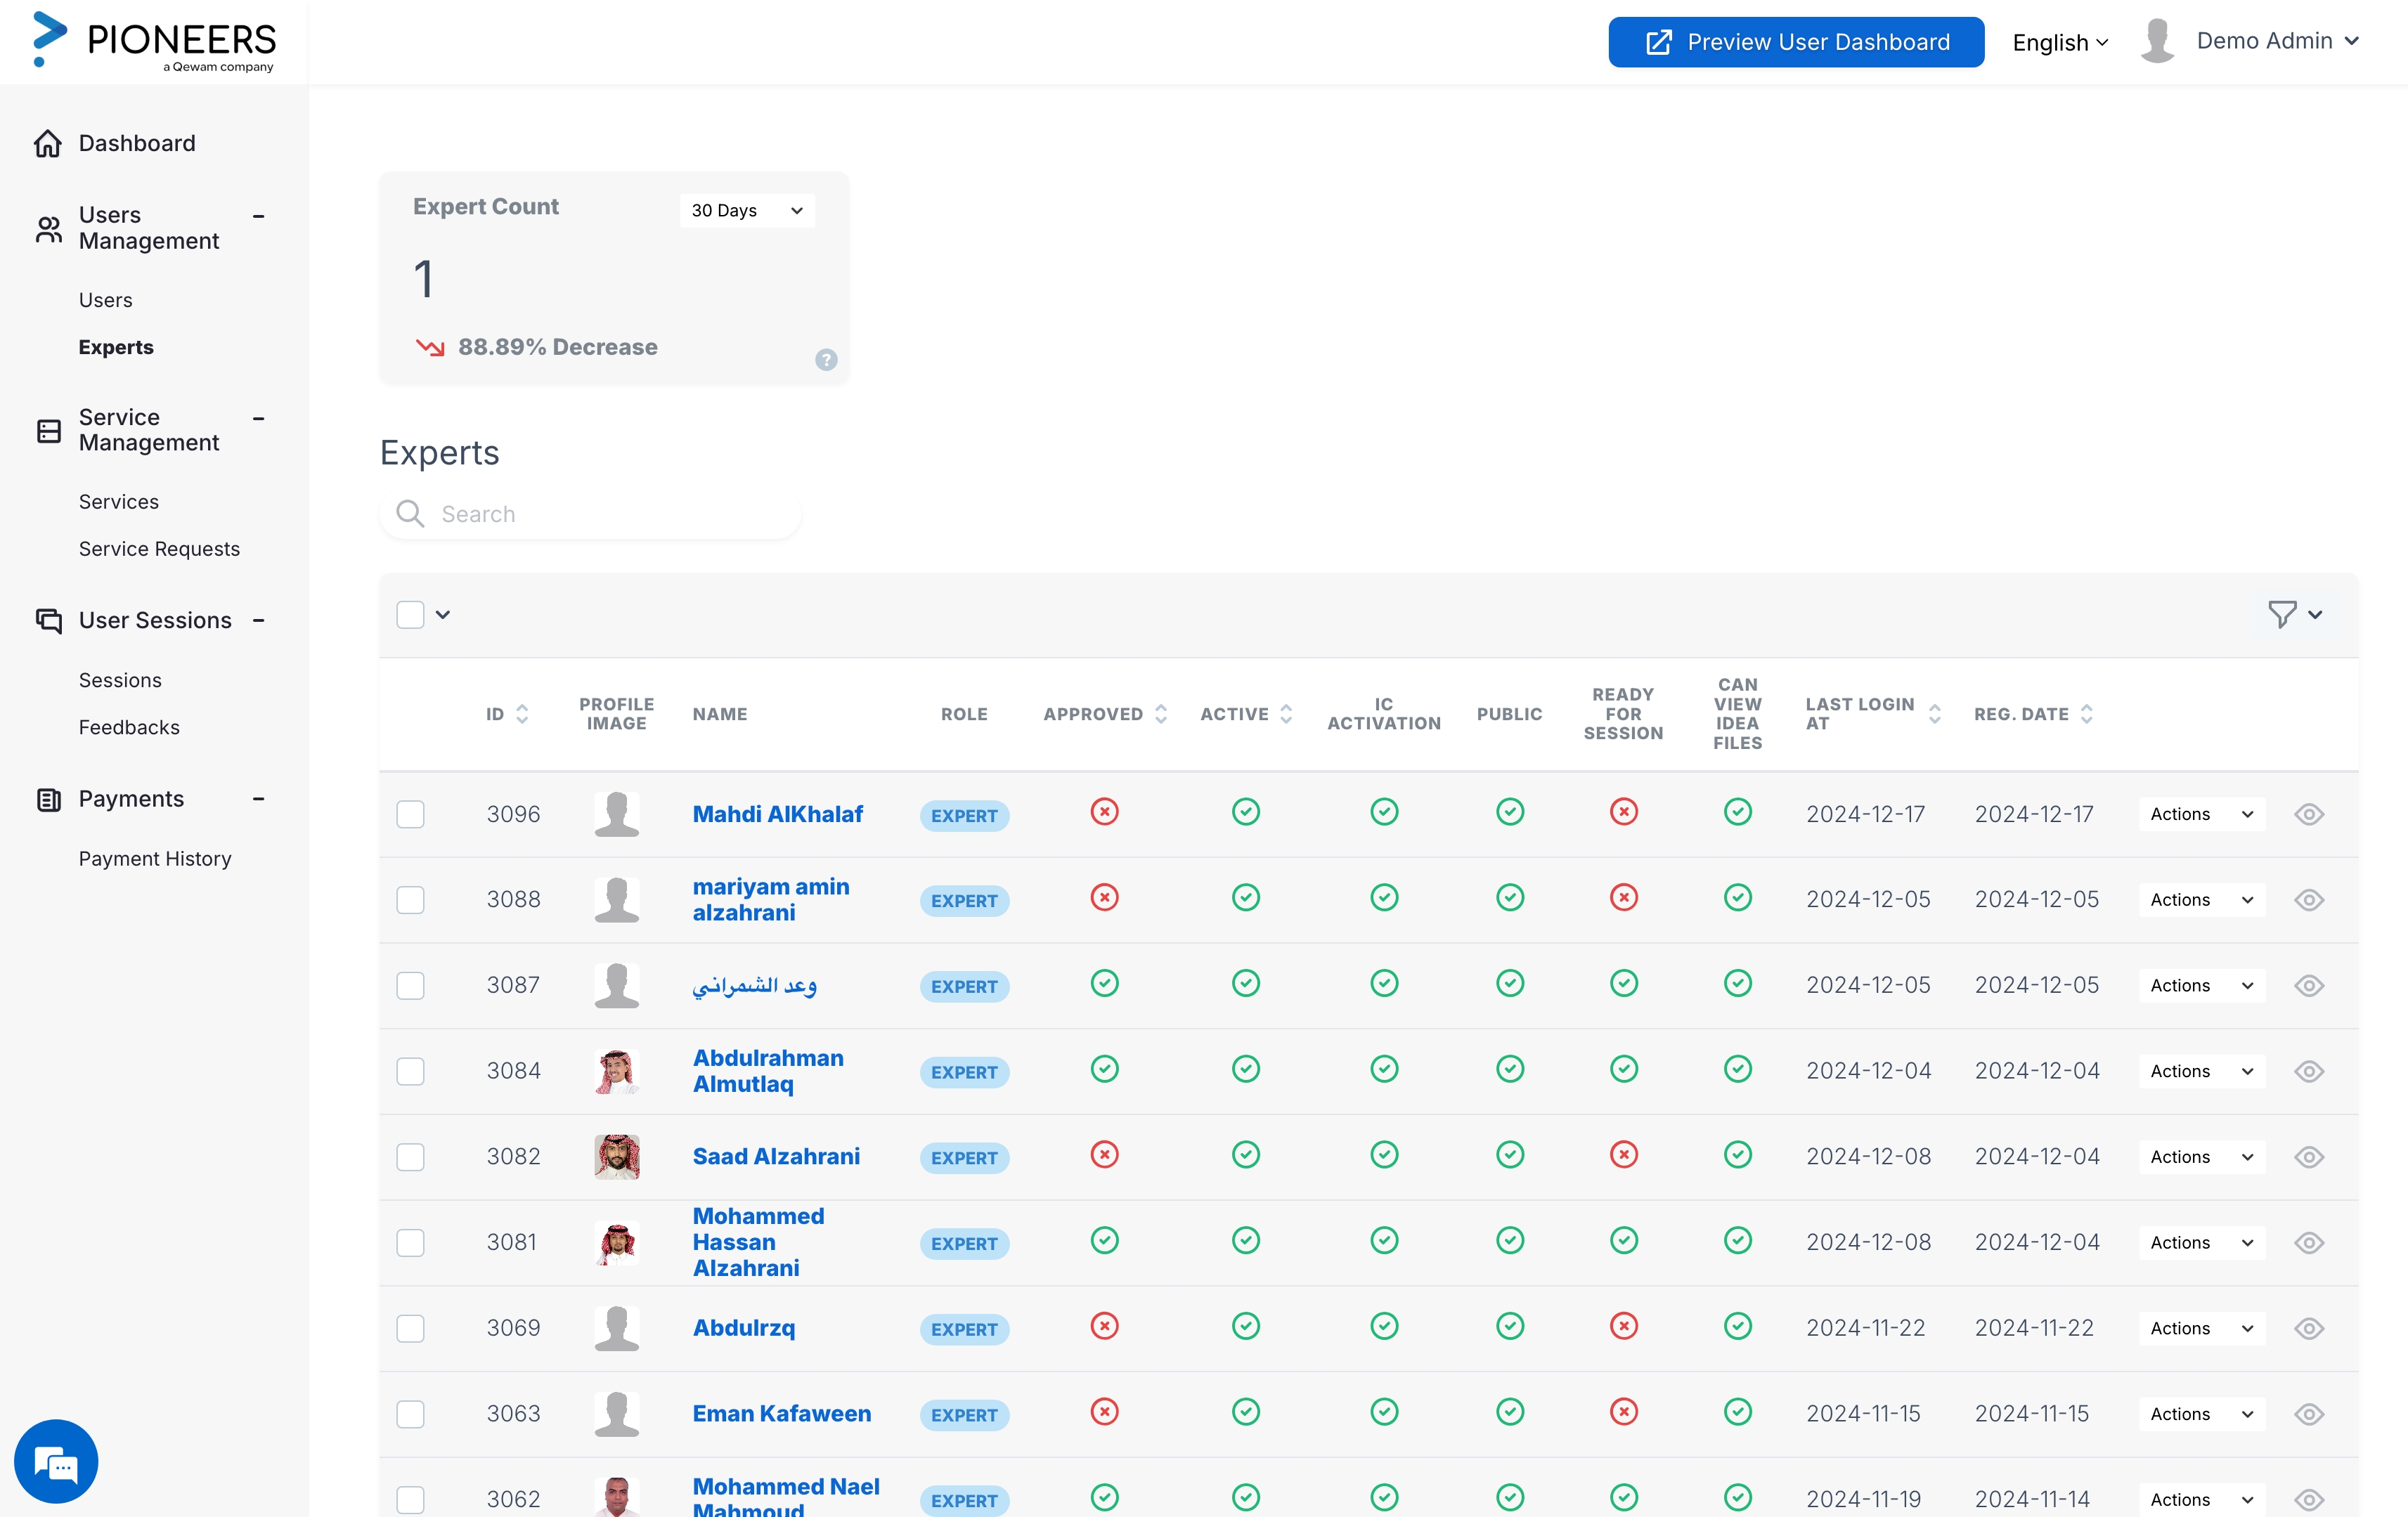 PIONEERS
a Qewam company
Preview User Dashboard
English
Demo Admin
Dashboard
Users
Management
Users
Experts
Service
Management
Services
Service Requests
User Sessions
Sessions
Feedbacks
Payments
Payment History
Expert Count
30 Days
1
88.89% Decrease
?
Experts
Search
ID PROFILE IMAGE NAME ROLE APPROVED ACTIVE IC ACTIVATION PUBLIC READY FOR SESSION CAN VIEW IDEA FILES LAST LOGIN AT REG. DATE
3096 Mahdi AlKhalaf EXPERT 2024-12-17 2024-12-17 Actions
3088 mariyam amin alzahrani EXPERT 2024-12-05 2024-12-05 Actions
3087 وعد الشمراني EXPERT 2024-12-05 2024-12-05 Actions
3084 Abdulrahman Almutlaq EXPERT 2024-12-04 2024-12-04 Actions
3082 Saad Alzahrani EXPERT 2024-12-08 2024-12-04 Actions
3081 Mohammed Hassan Alzahrani EXPERT 2024-12-08 2024-12-04 Actions
3069 Abdulrzq EXPERT 2024-11-22 2024-11-22 Actions
3063 Eman Kafaween EXPERT 2024-11-15 2024-11-15 Actions
3062 Mohammed Nael Mahmoud EXPERT 2024-11-19 2024-11-14 Actions